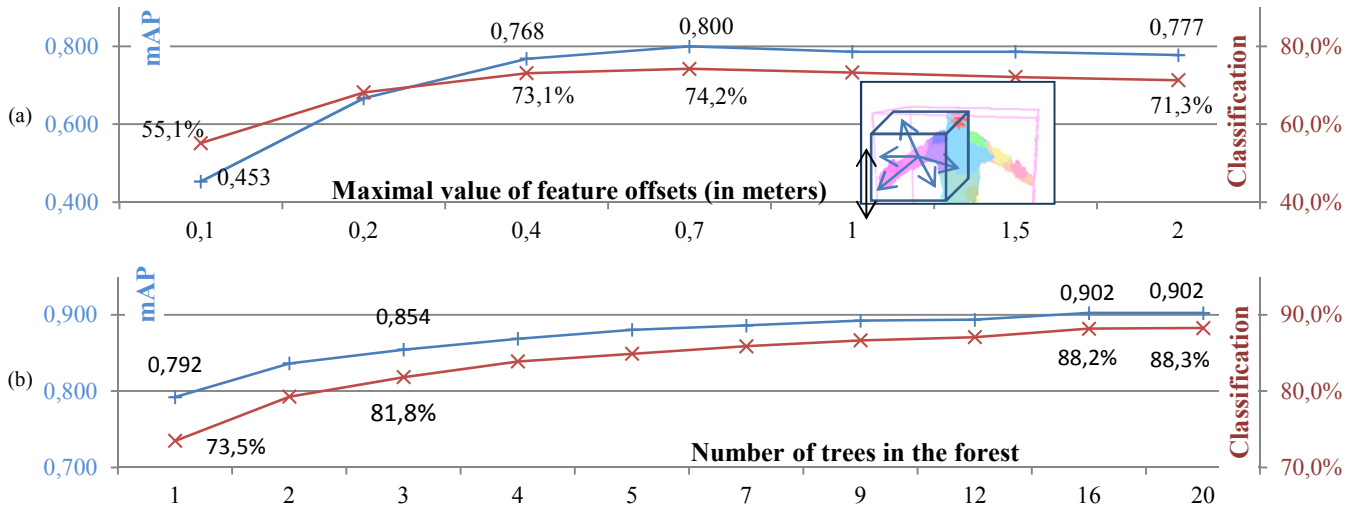 (a)
mAP
0,800
0,600
0,400
0,453
0,768
0,800
0,777
55,1%
73,1%
74,2%
71,3%
Maximal value of feature offsets (in meters)
0,1 0,2 0,4 0,7 1 1,5 2
Classification
80,0%
60,0%
40,0%
(b)
mAP
0,900
0,800
0,700
0,792
0,854
0,902
0,902
73,5%
81,8%
88,2%
88,3%
Number of trees in the forest
1 2 3 4 5 7 9 12 16 20
Classification
90,0%
80,0%
70,0%